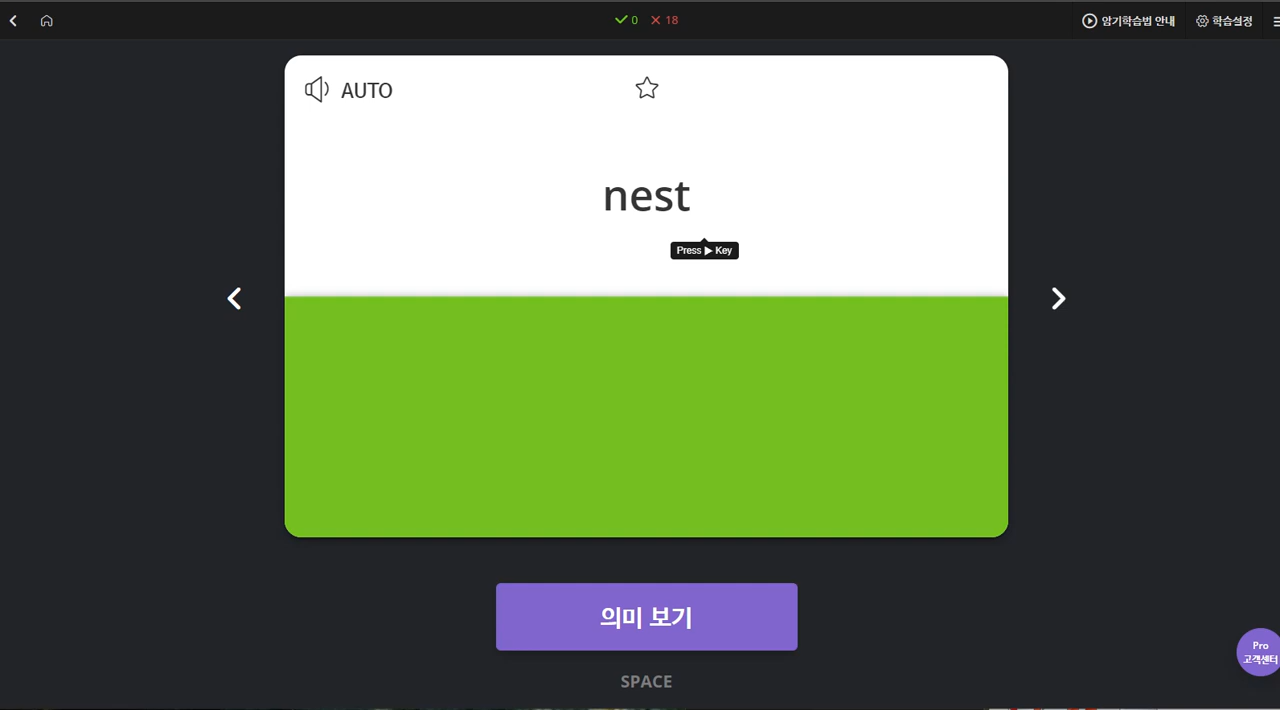 0 18 암기학습법 안내 학습설정
AUTO
nest
Press ▶ Key
의미 보기
SPACE
Pro
고객센터